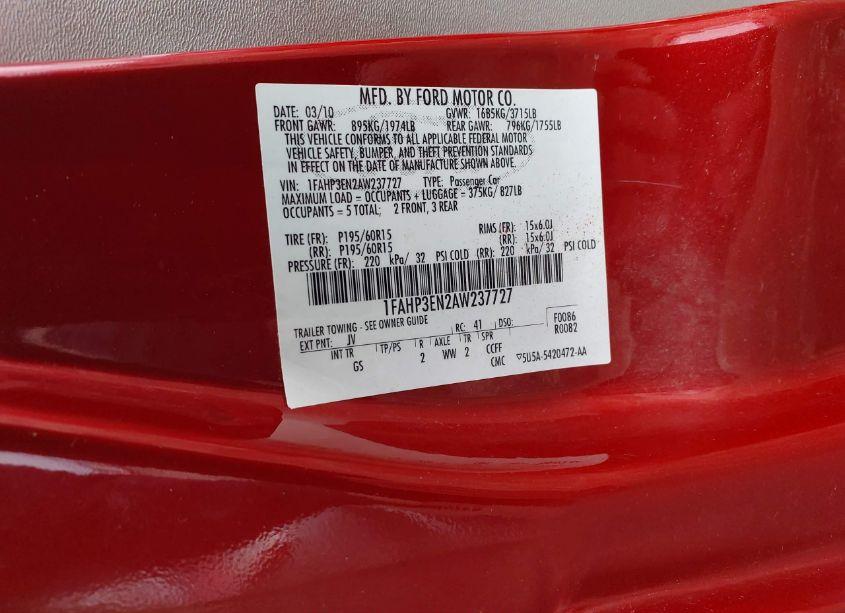 MFD. BY FORD MOTOR CO.
DATE: 03/10 GVWR: 1685KG/3715LB
FRONT GAWR: 895KG/1974LB REAR GAWR: 796KG/1755LB
THIS VEHICLE CONFORMS TO ALL APPLICABLE FEDERAL MOTOR
VEHICLE SAFETY, BUMPER, AND THEFT PREVENTION STANDARDS
IN EFFECT ON THE DATE OF MANUFACTURE SHOWN ABOVE.
VIN: 1FAHP3EN2AW237727 TYPE: Passenger Car
MAXIMUM LOAD = OCCUPANTS + LUGGAGE = 375KG/ 827LB
OCCUPANTS = 5 TOTAL; 2 FRONT, 3 REAR
TIRE (FR): P195/60R15 RIMS (FR): 15x6.0J
(RR): P195/60R15 (RR): 15x6.0J
PRESSURE (FR): 220 kPa/ 32 PSI COLD (RR): 220 kPa/ 32 PSI COLD
1FAHP3EN2AW237727
TRAILER TOWING - SEE OWNER GUIDE F0086
EXT PNT: JV RC: 41 DSO: R0082
INT TR TP/PS R AXLE TR SPR
GS 2 WW 2 CCFF
CMC 5U5A-5420472-AA